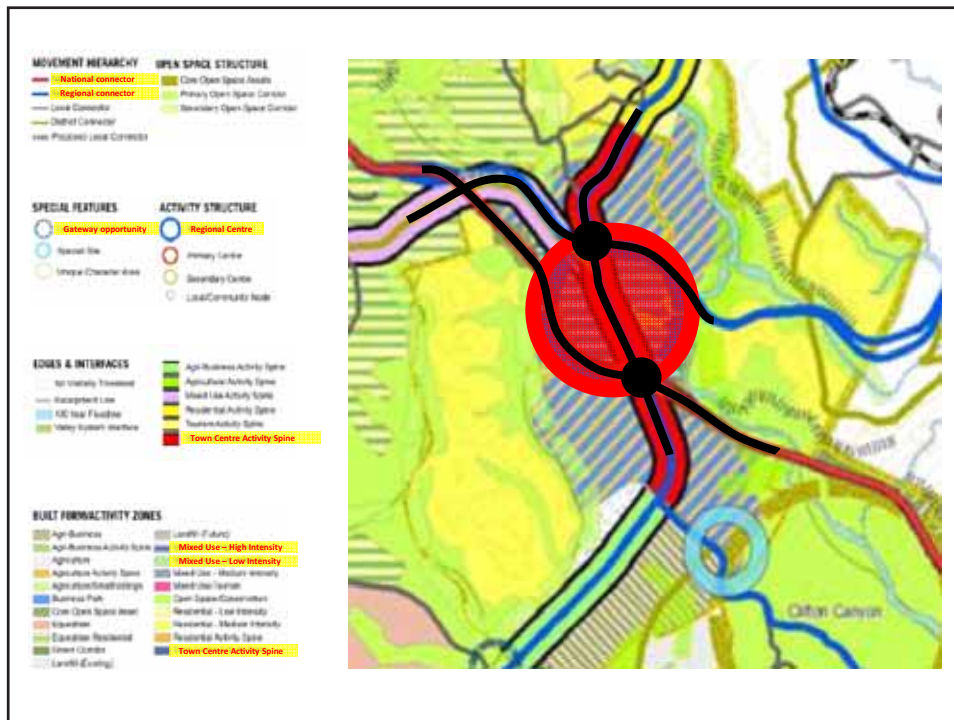 MOVEMENT HIERARCHY
National connector
Regional connector
Local Connector
District Connector
Proposed Local Connector
OPEN SPACE STRUCTURE
Core Open Space Assets
Primary Open Space Corridor
Secondary Open Space Corridor
SPECIAL FEATURES
Gateway opportunity
Special Site
Unique Character Area
ACTIVITY STRUCTURE
Regional Centre
Primary Centre
Secondary Centre
Local/Community Node
EDGES & INTERFACES
Escarpment Line
100 Year Floodline
Valley System Interface
Agri-Business Activity Spine
Agricultural Activity Spine
Mixed Use Activity Spine
Residential Activity Spine
Tourism Activity Spine
Town Centre Activity Spine
BUILT FORM/ACTIVITY ZONES
Agri-Business
Agri-Business Activity Spine
Agriculture
Agriculture Activity Spine
Agriculture/Smallholdings
Business Park
Core Open Space Asset
Equestrian
Equestrian Residential
Green Corridor
Landfill (Existing)
Landfill (Future)
Mixed Use – High Intensity
Mixed Use – Low Intensity
Mixed Use - Medium Intensity
Mixed Use Tourism
Open Space/Conservation
Residential - Low Intensity
Residential - Medium Intensity
Residential Activity Spine
Town Centre Activity Spine
Clifton Canyon